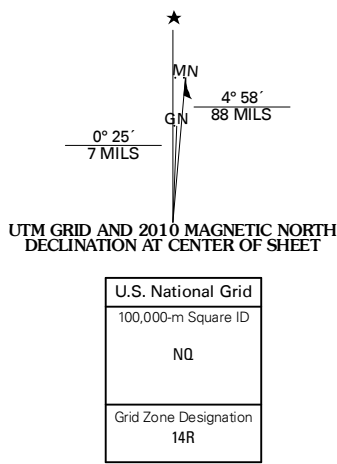 MN
4° 58´
88 MILS
GN
0° 25´
7 MILS
UTM GRID AND 2010 MAGNETIC NORTH
DECLINATION AT CENTER OF SHEET
U.S. National Grid
100,000-m Square ID
NQ
Grid Zone Designation
14R